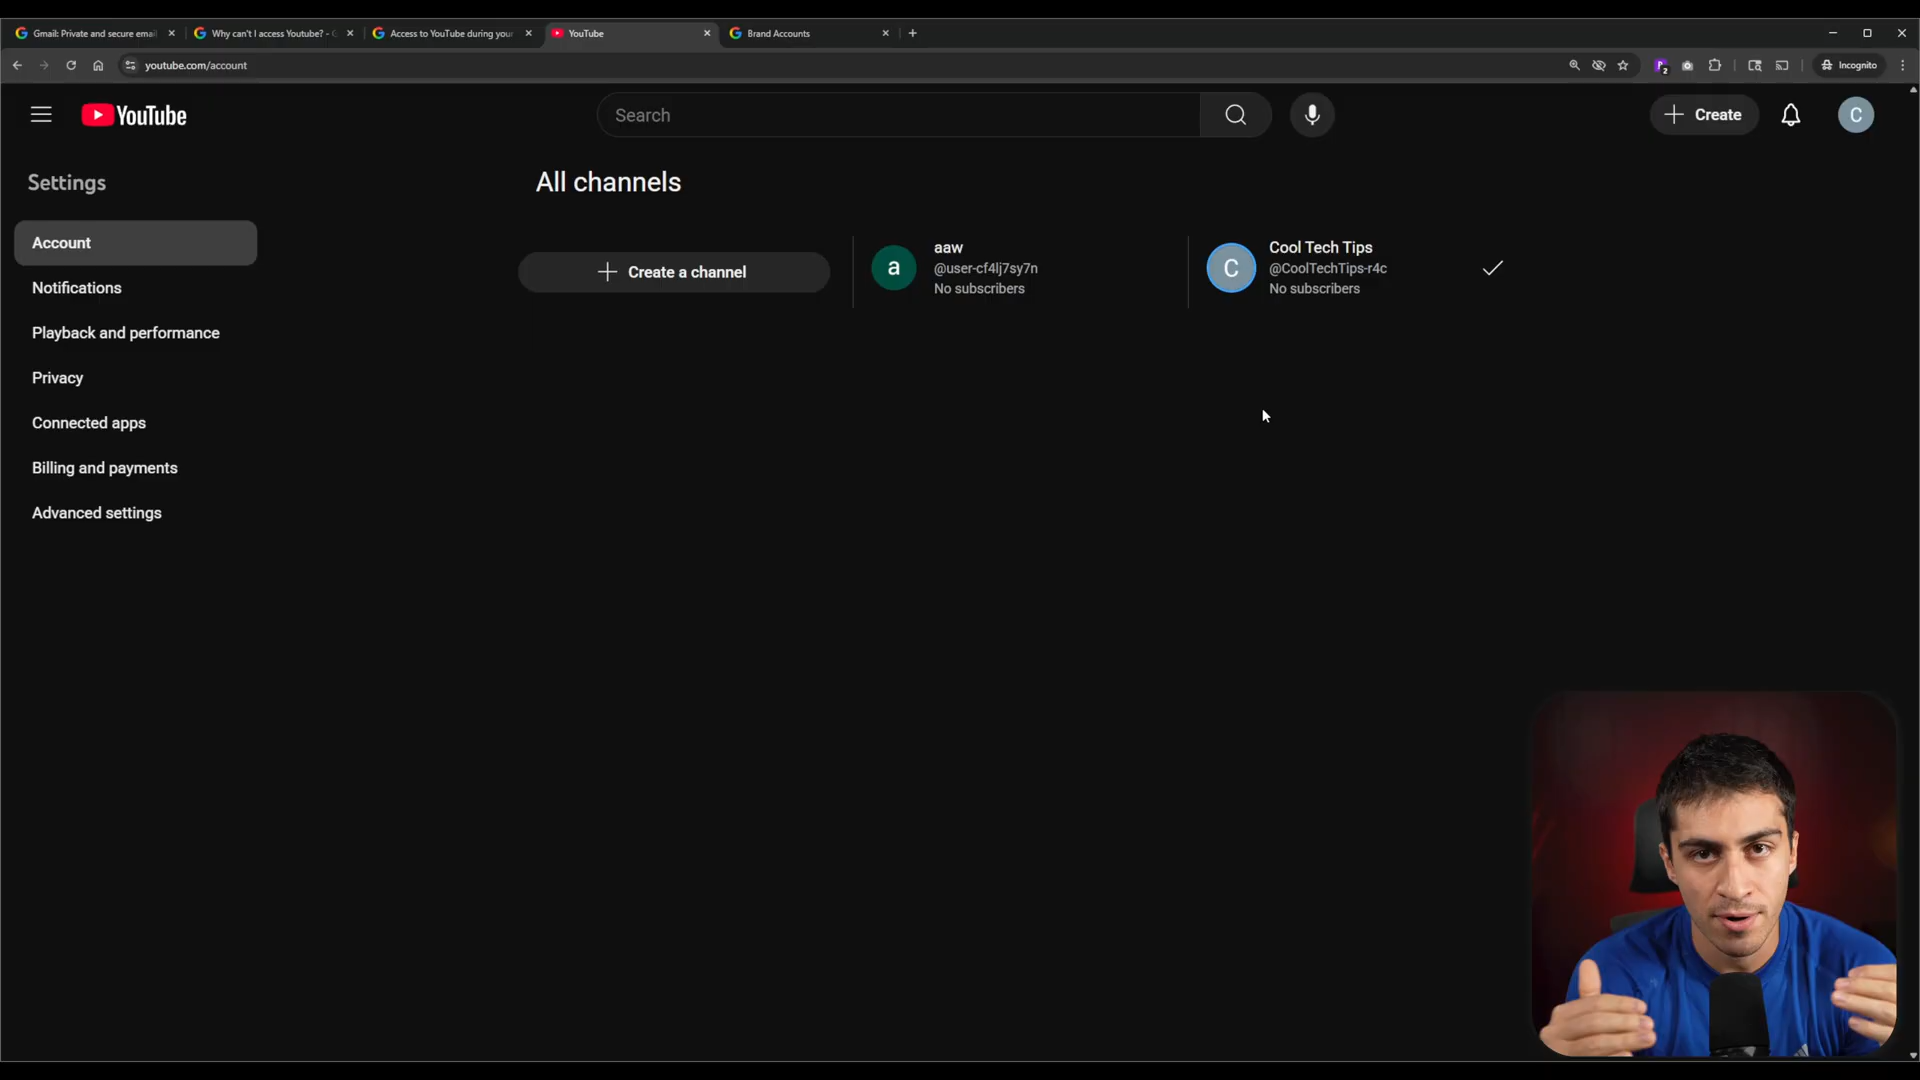 Gmail: Private and secure email
Why can't I access Youtube? - G
Access to YouTube during your
YouTube
Brand Accounts
youtube.com/account
2
Incognito
YouTube
Search
Create
C
Settings
All channels
Account
Notifications
Playback and performance
Privacy
Connected apps
Billing and payments
Advanced settings
Create a channel
a
aaw
@user-cf4lj7sy7n
No subscribers
C
Cool Tech Tips
@CoolTechTips-r4c
No subscribers